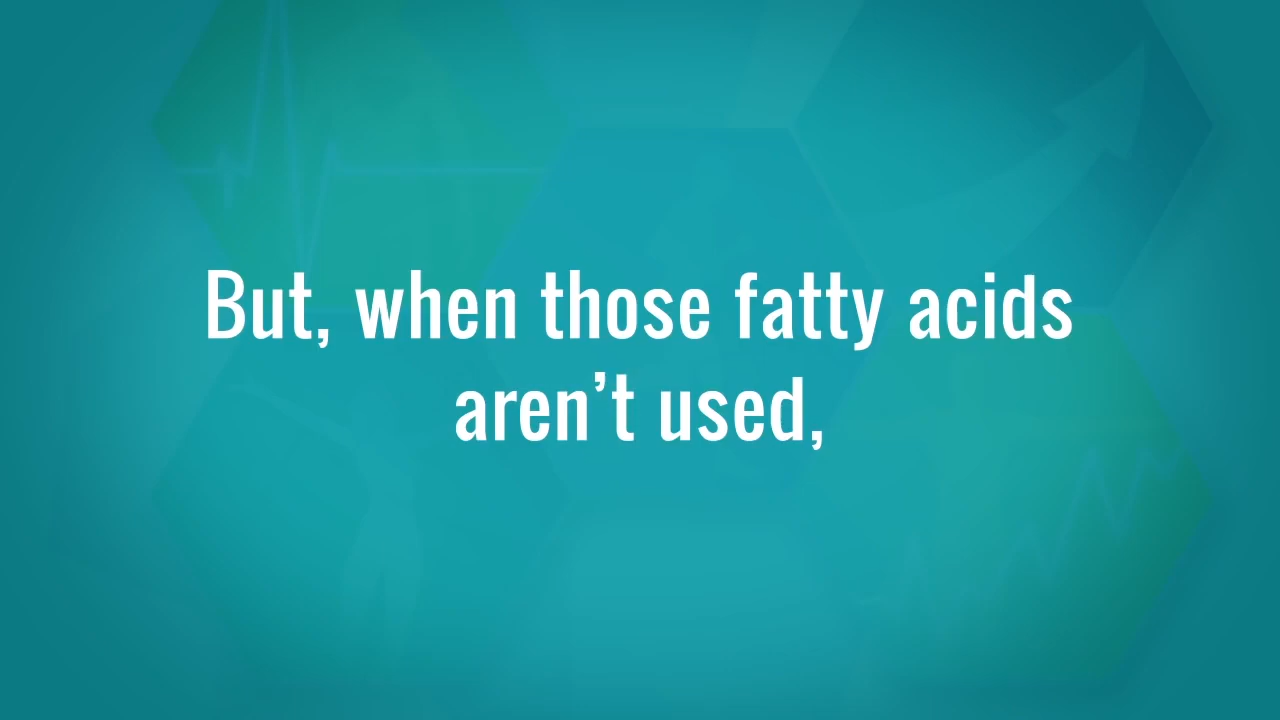 But, when those fatty acids
aren’t used,